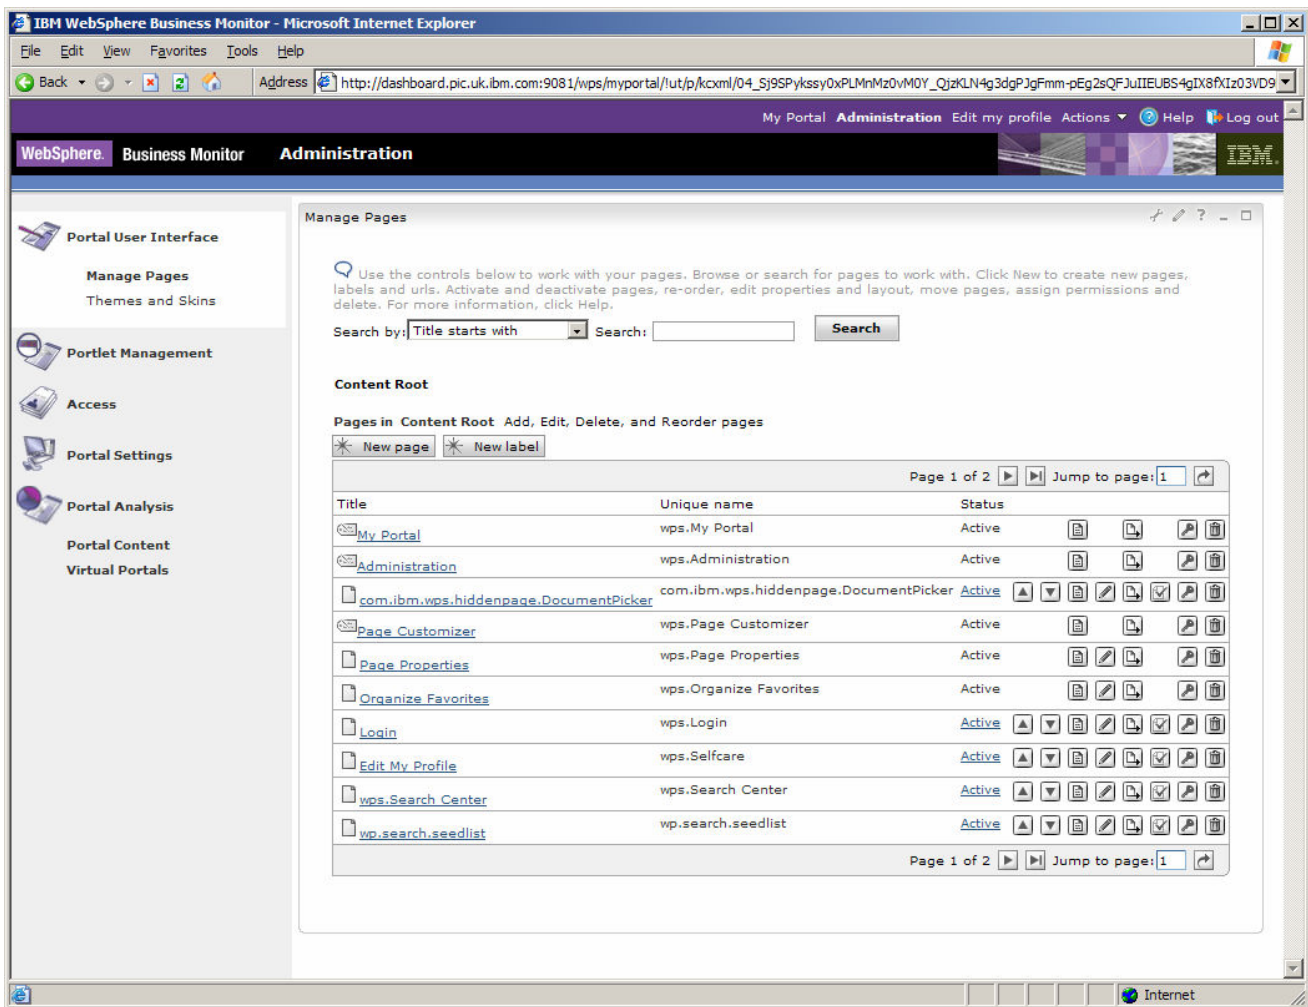 IBM WebSphere Business Monitor - Microsoft Internet Explorer
File Edit View Favorites Tools Help
Back Address http://dashboard.pic.uk.ibm.com:9081/wps/myportal/!ut/p/kcxml/04_Sj9SPykssy0xPLMnMz0vM0Y_QjzKLN4g3dgPJgFmm-pEg2sQFJuIIEUBS4gIX8fXIz03VD9
My Portal Administration Edit my profile Actions Help Log out
WebSphere. Business Monitor Administration IBM.
Manage Pages
Portal User Interface
Manage Pages
Themes and Skins
Portlet Management
Access
Portal Settings
Portal Analysis
Portal Content
Virtual Portals
Use the controls below to work with your pages. Browse or search for pages to work with. Click New to create new pages,
labels and urls. Activate and deactivate pages, re-order, edit properties and layout, move pages, assign permissions and
delete. For more information, click Help.
Search by: Title starts with Search: Search
Content Root
Pages in Content Root Add, Edit, Delete, and Reorder pages
New page New label
Page 1 of 2 Jump to page: 1
Title Unique name Status
My Portal wps.My Portal Active
Administration wps.Administration Active
com.ibm.wps.hiddenpage.DocumentPicker com.ibm.wps.hiddenpage.DocumentPicker Active
Page Customizer wps.Page Customizer Active
Page Properties wps.Page Properties Active
Organize Favorites wps.Organize Favorites Active
Login wps.Login Active
Edit My Profile wps.Selfcare Active
wps.Search Center wps.Search Center Active
wp.search.seedlist wp.search.seedlist Active
Page 1 of 2 Jump to page: 1
Internet